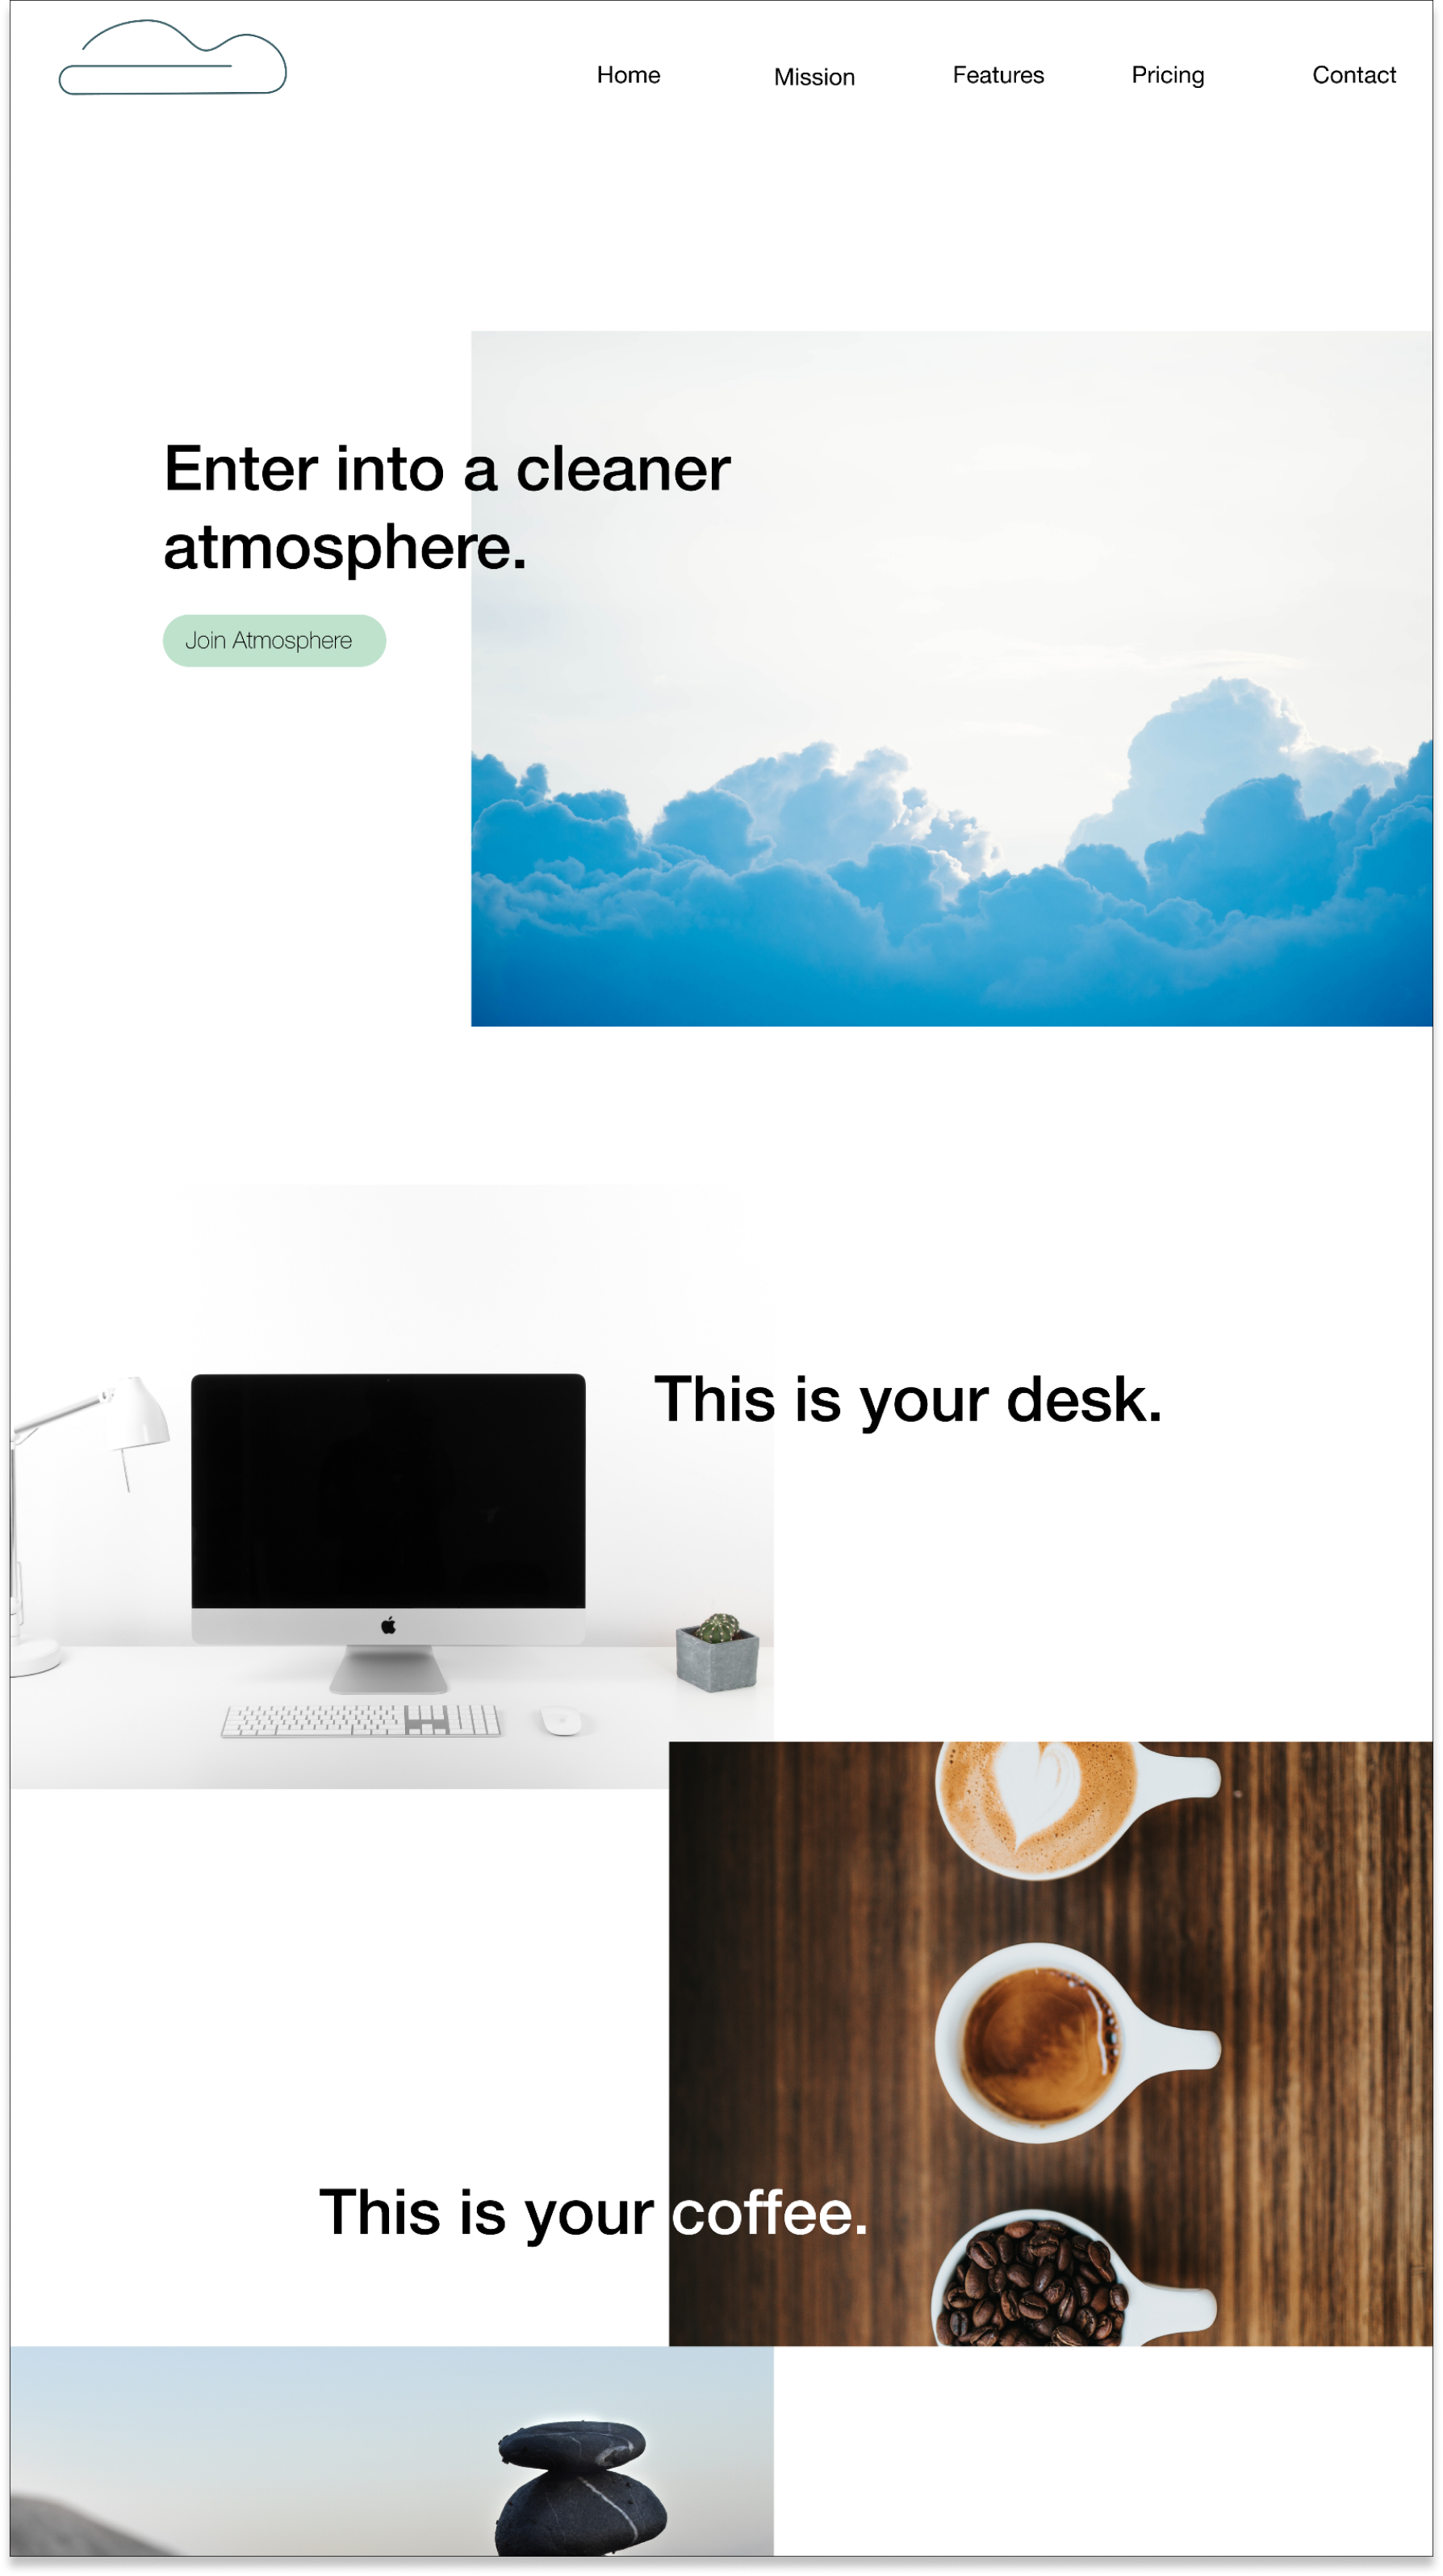 Home Mission Features Pricing Contact
Enter into a cleaner
atmosphere.
Join Atmosphere
This is your desk.
This is your coffee.